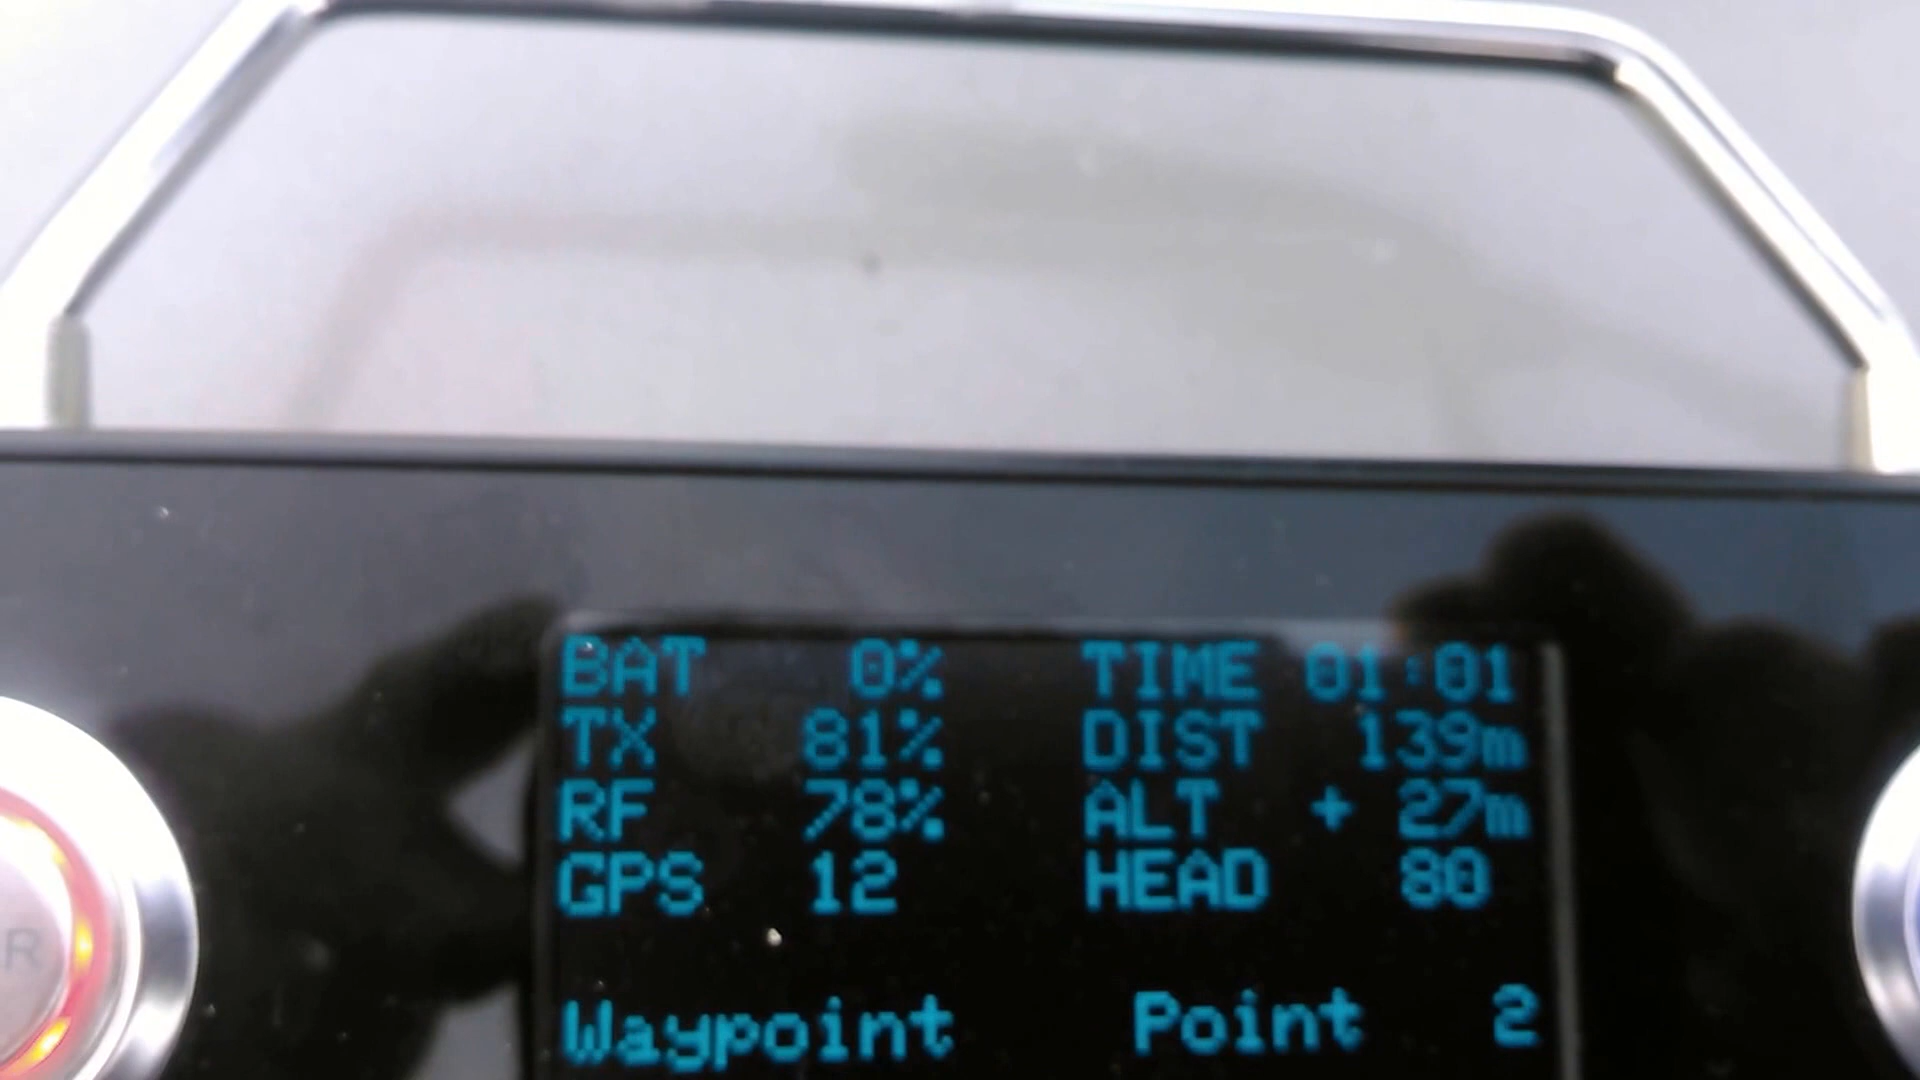 BAT 0% TIME 01:01
TX 81% DIST 139m
RF 78% ALT + 27m
GPS 12 HEAD 80
Waypoint Point 2
R